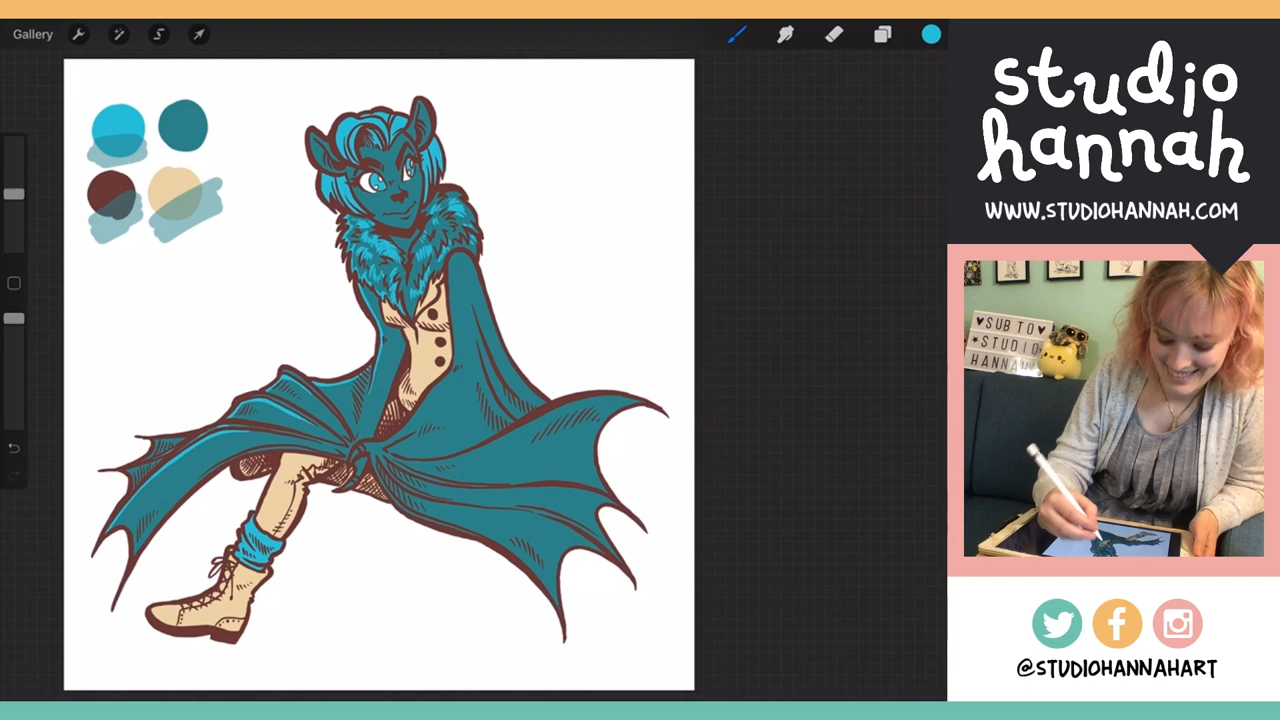 Gallery
studio
hannah
WWW.STUDIOHANNAH.COM
♥SUB TO♥
★STUDIO
HANNAH
@STUDIOHANNAHART